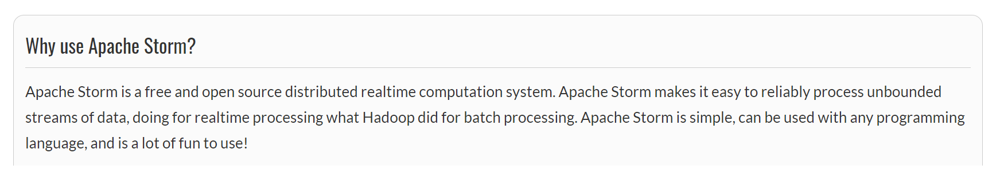 Why use Apache Storm?
Apache Storm is a free and open source distributed realtime computation system. Apache Storm makes it easy to reliably process unbounded
streams of data, doing for realtime processing what Hadoop did for batch processing. Apache Storm is simple, can be used with any programming
language, and is a lot of fun to use!